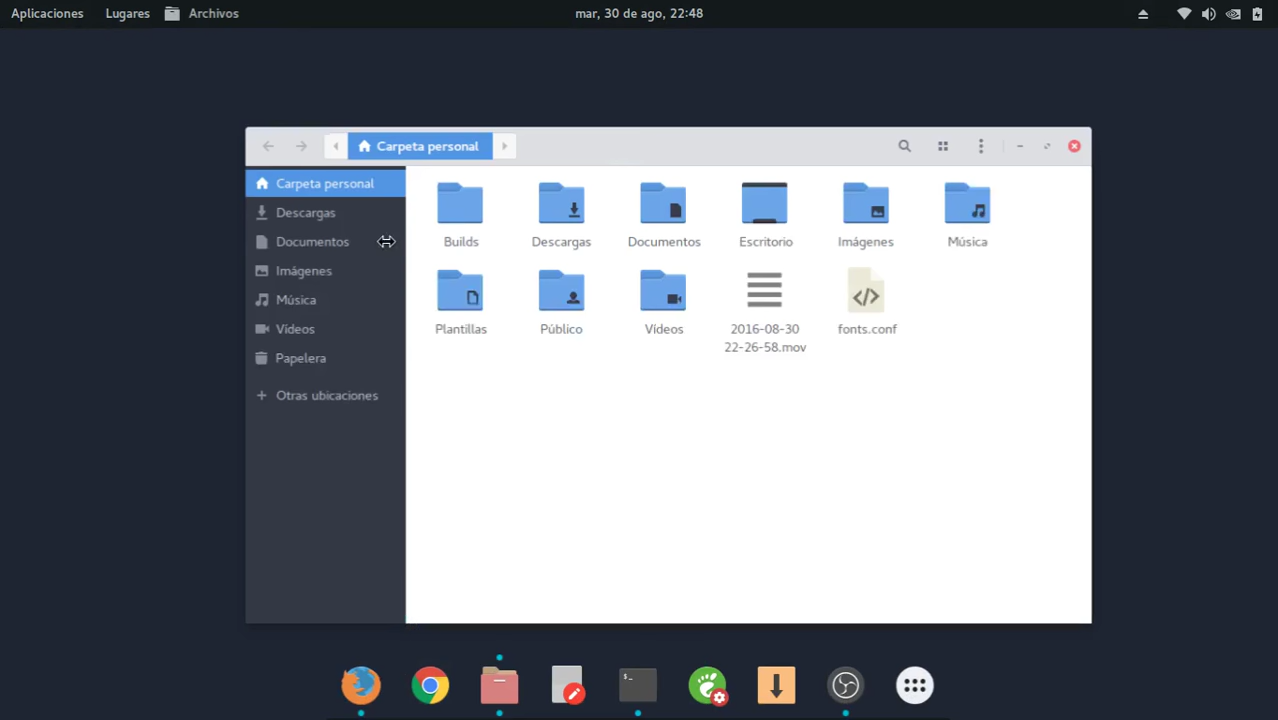 Aplicaciones Lugares Archivos mar, 30 de ago, 22:48
Carpeta personal
Carpeta personal
Descargas
Documentos
Imágenes
Música
Vídeos
Papelera
Otras ubicaciones
Builds Descargas Documentos Escritorio Imágenes Música
Plantillas Público Vídeos 2016-08-30 fonts.conf
22-26-58.mov